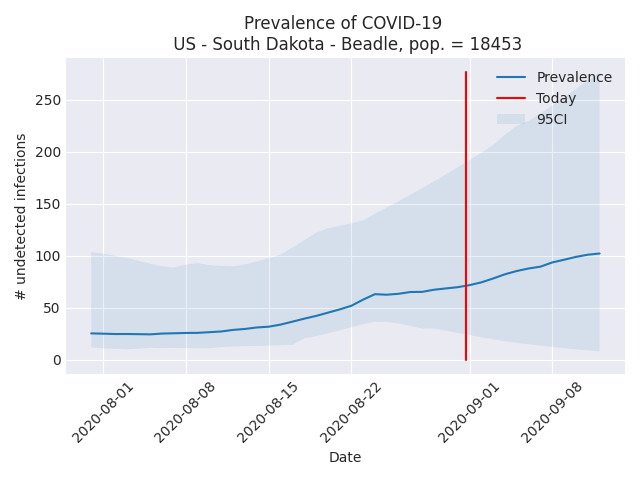 Prevalence of COVID-19
US - South Dakota - Beadle, pop. = 18453
Prevalence
Today
95CI
250
200
150
100
50
0
# undetected infections
2020-08-01
2020-08-08
2020-08-15
2020-08-22
2020-09-01
2020-09-08
Date